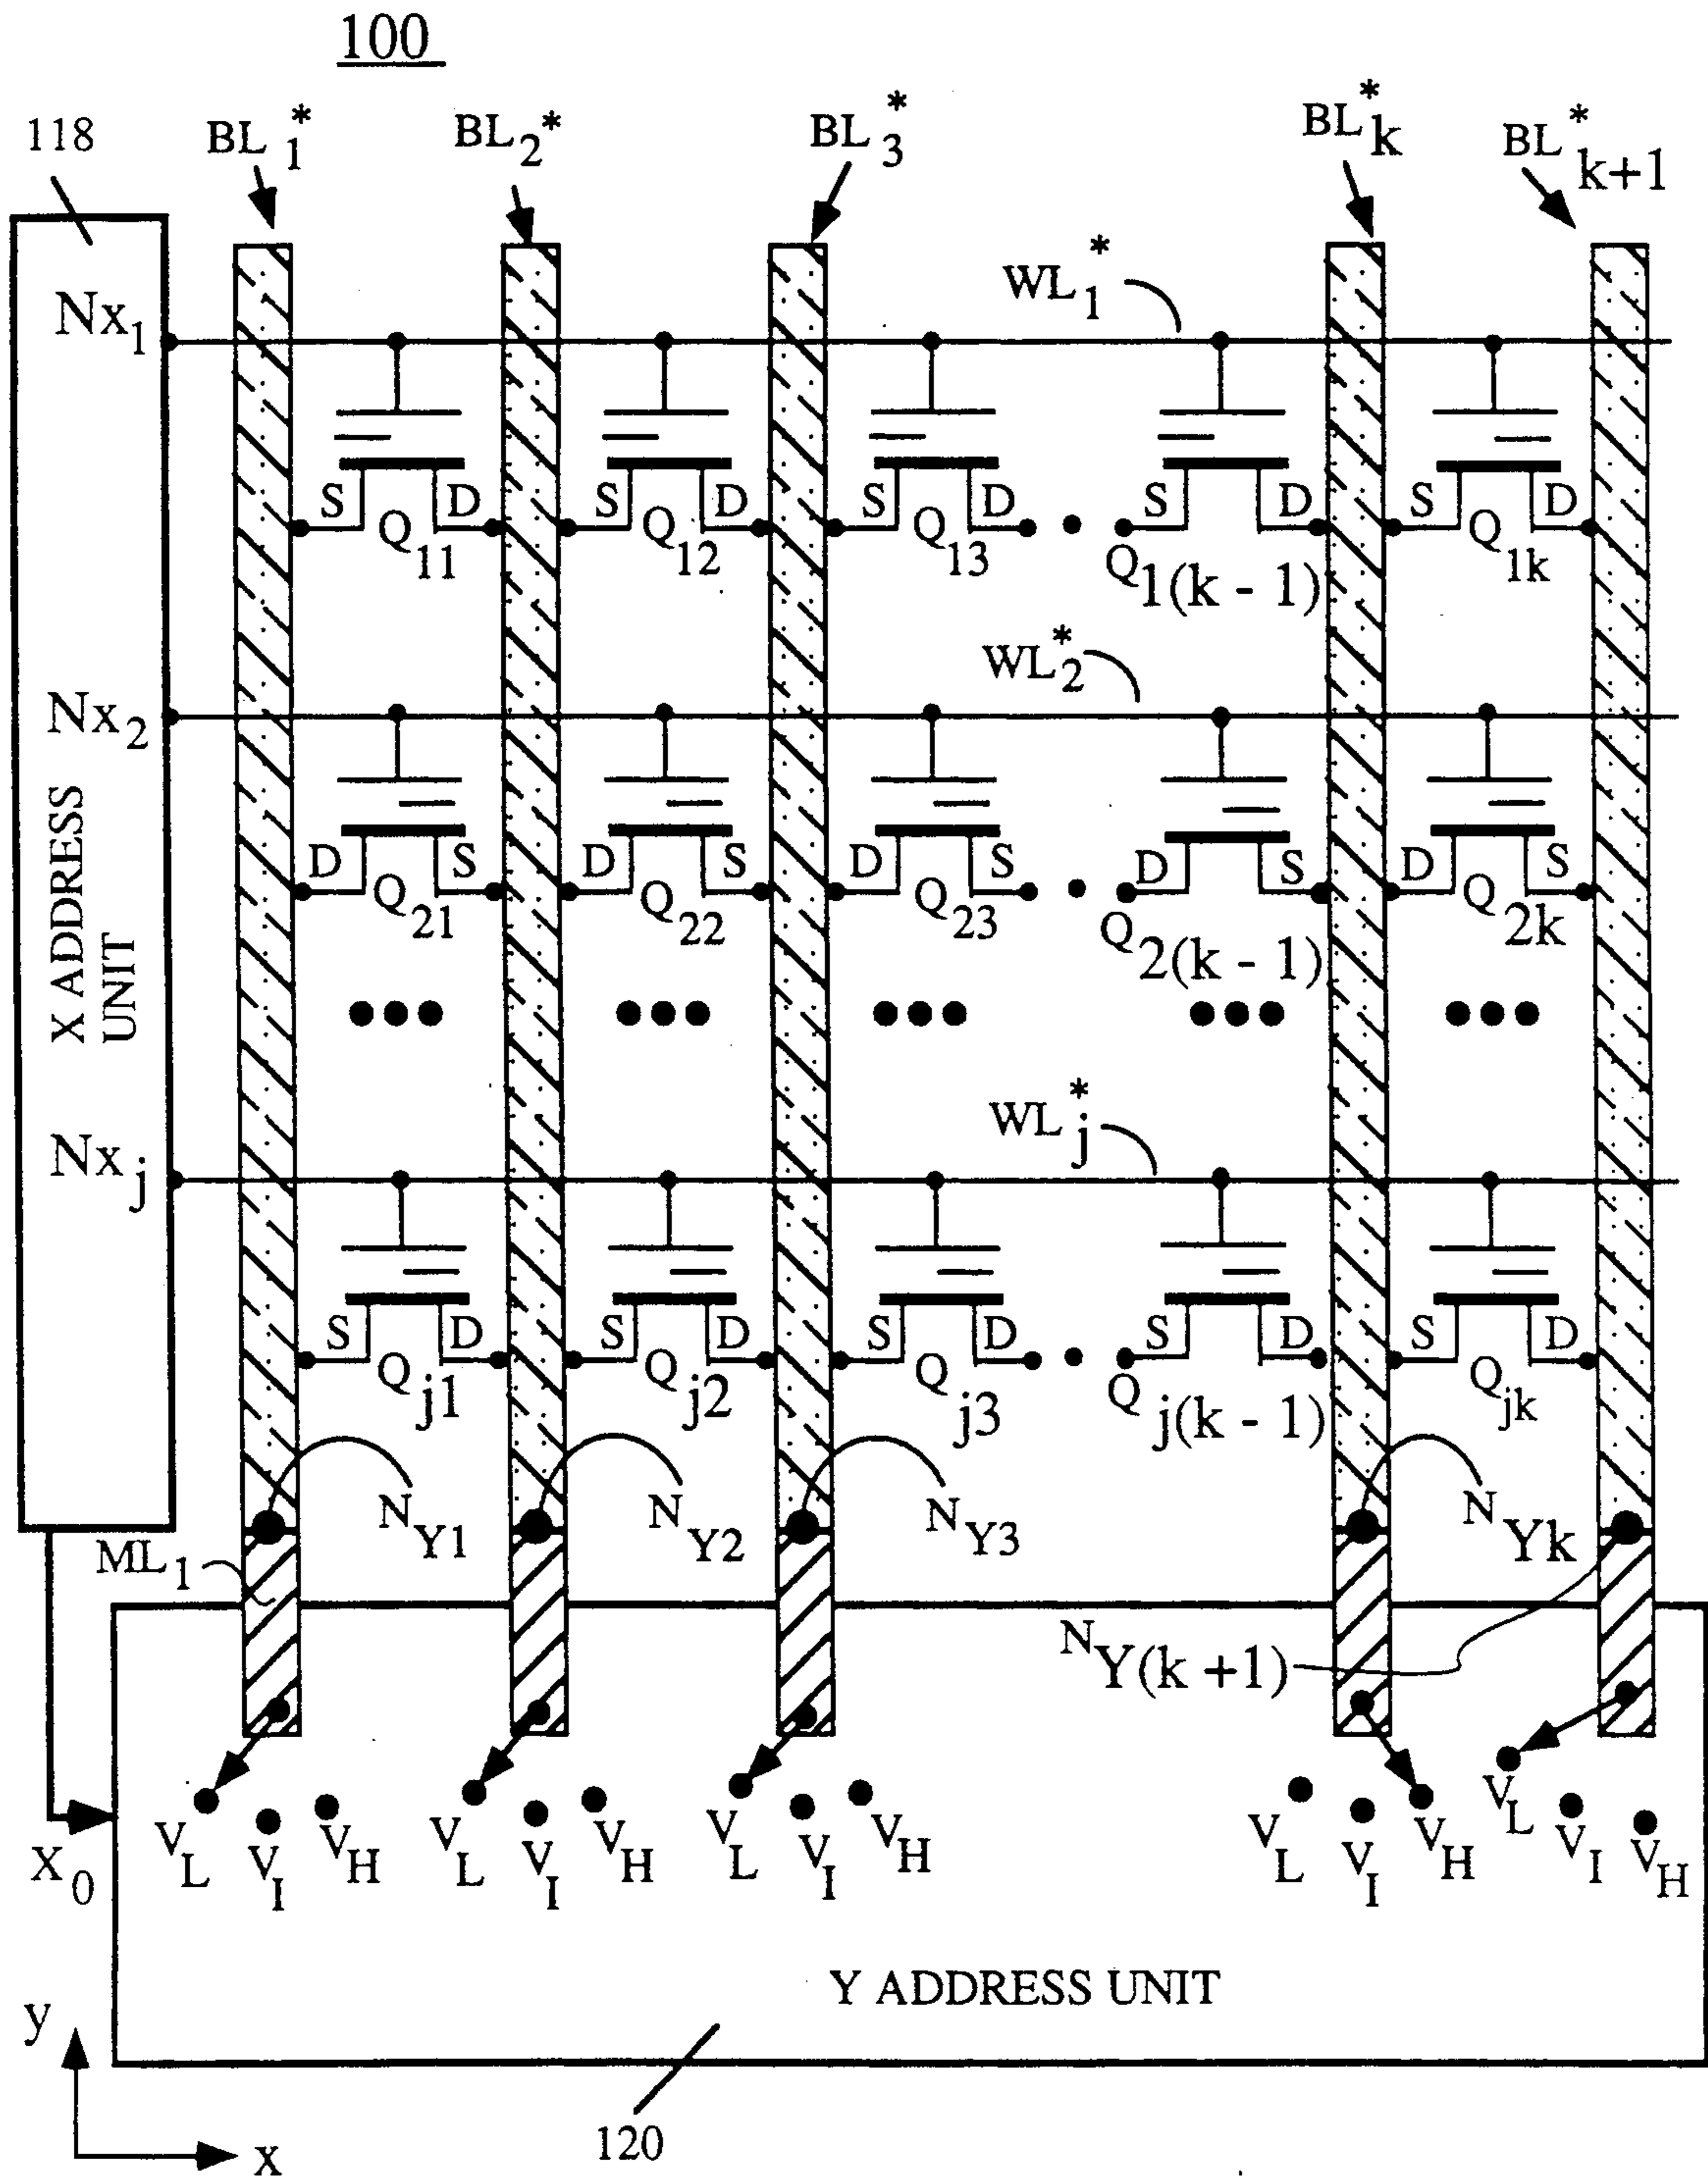 100
118
BL1*
BL2*
BL3*
BL*k
BL*k+1
Nx1
WL1*
S D S D S D S D S D
Q11 Q12 Q13 Q1(k - 1) Q1k
WL2*
Nx2
D S D S D S D S D S
Q21 Q22 Q23 Q2(k - 1) Q2k
X ADDRESS
UNIT
WLj*
Nxj
S D S D S D S D S D
Qj1 Qj2 Qj3 Qj(k - 1) Qjk
NY1 NY2 NY3 NYk
ML1
NY(k +1)
VL VI VH VL VI VH VL VI VH VL VI VH VL VI VH
X0
Y ADDRESS UNIT
y
120
x